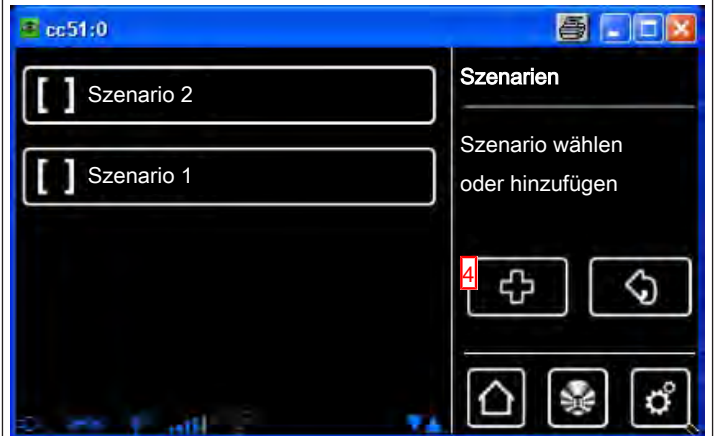 cc51:0
Szenario 2
Szenario 1
Szenarien
Szenario wählen
oder hinzufügen
4